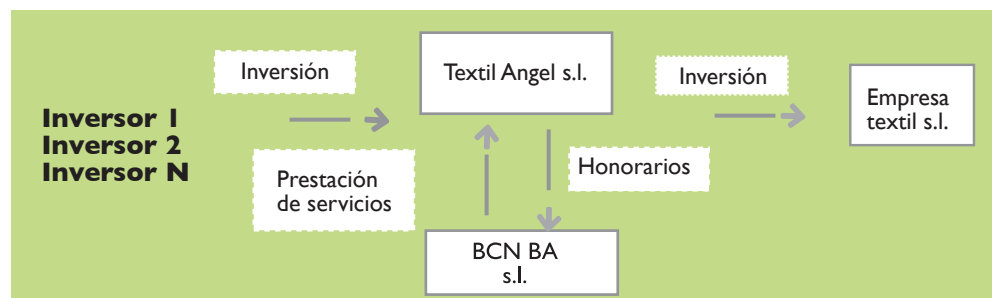 Inversión
Textil Angel s.l.
Inversión
Empresa
textil s.l.
Inversor 1
Inversor 2
Inversor N
Prestación
de servicios
Honorarios
BCN BA
s.l.